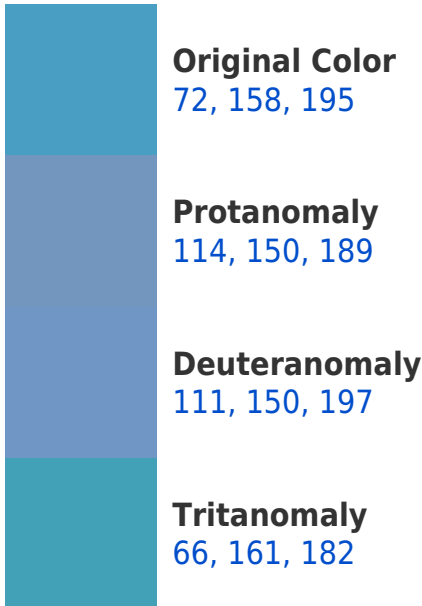 Original Color
72, 158, 195
Protanomaly
114, 150, 189
Deuteranomaly
111, 150, 197
Tritanomaly
66, 161, 182